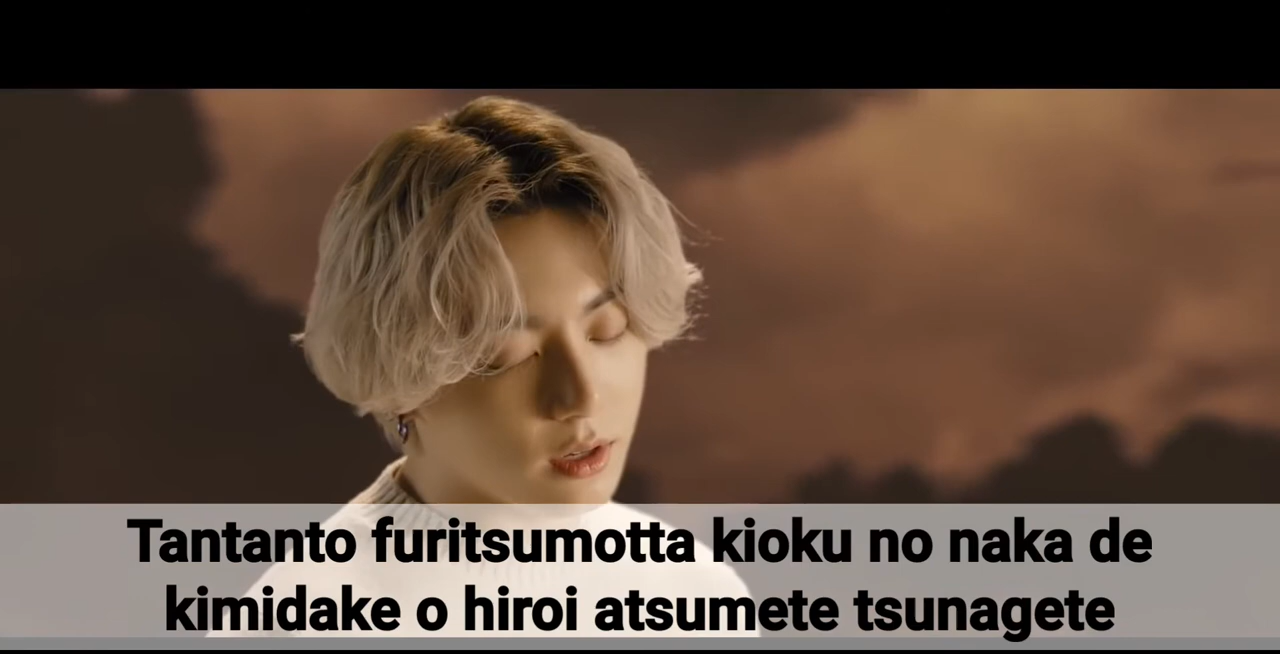 Tantanto furitsumotta kioku no naka de
kimidake o hiroi atsumete tsunagete